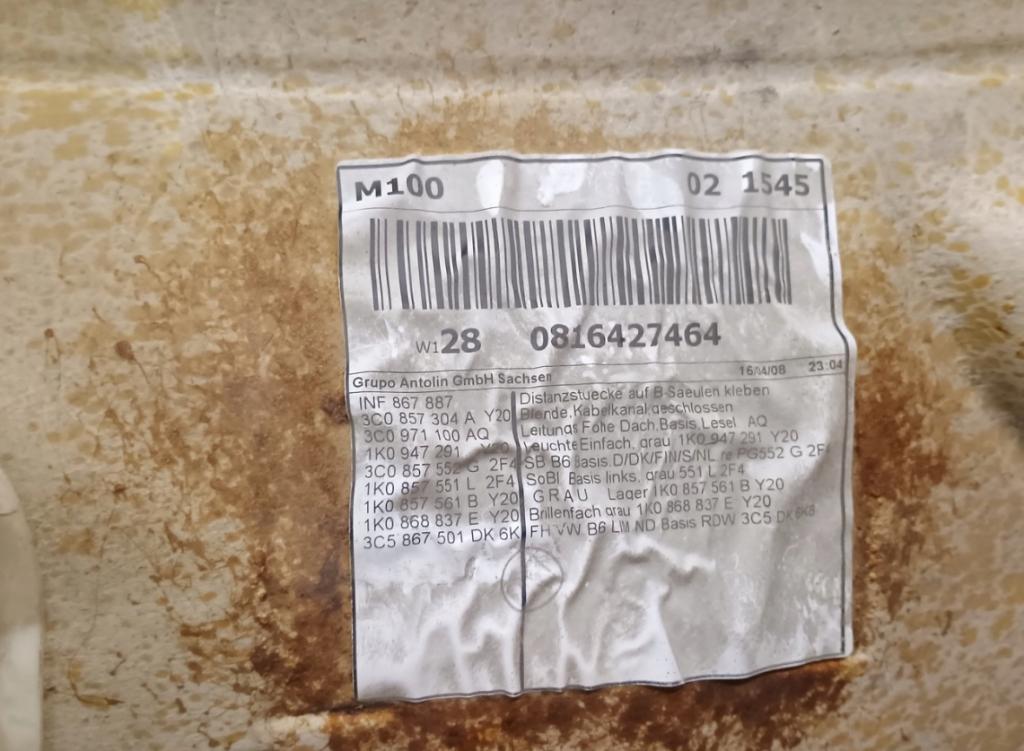 M100 02 1545
W128 0816427464
Grupo Antolin GmbH Sachsen 16/04/08 23:04
INF 867 887 Distanzstuecke auf B-Saeulen kleben
3C0 857 304 A Y20 Blende,Kabelkanal,geschlossen
3C0 971 100 AQ Leitungs Folie Dach,Basis,Lesel AQ
1K0 947 291 Y20 Leuchte Einfach, grau 1K0 947 291 Y20
3C0 857 552 G 2F4 SB B6 Basis D/DK/FIN/S/NL re PG552 G 2F
1K0 857 551 L 2F4 SoBl Basis links, grau 551 L 2F4
1K0 857 561 B Y20 GRAU Lager 1K0 857 561 B Y20
1K0 868 837 E Y20 Brillenfach grau 1K0 868 837 E Y20
3C5 867 501 DK 6K FH VW B6 LIM ND Basis RDW 3C5 DK 6K8